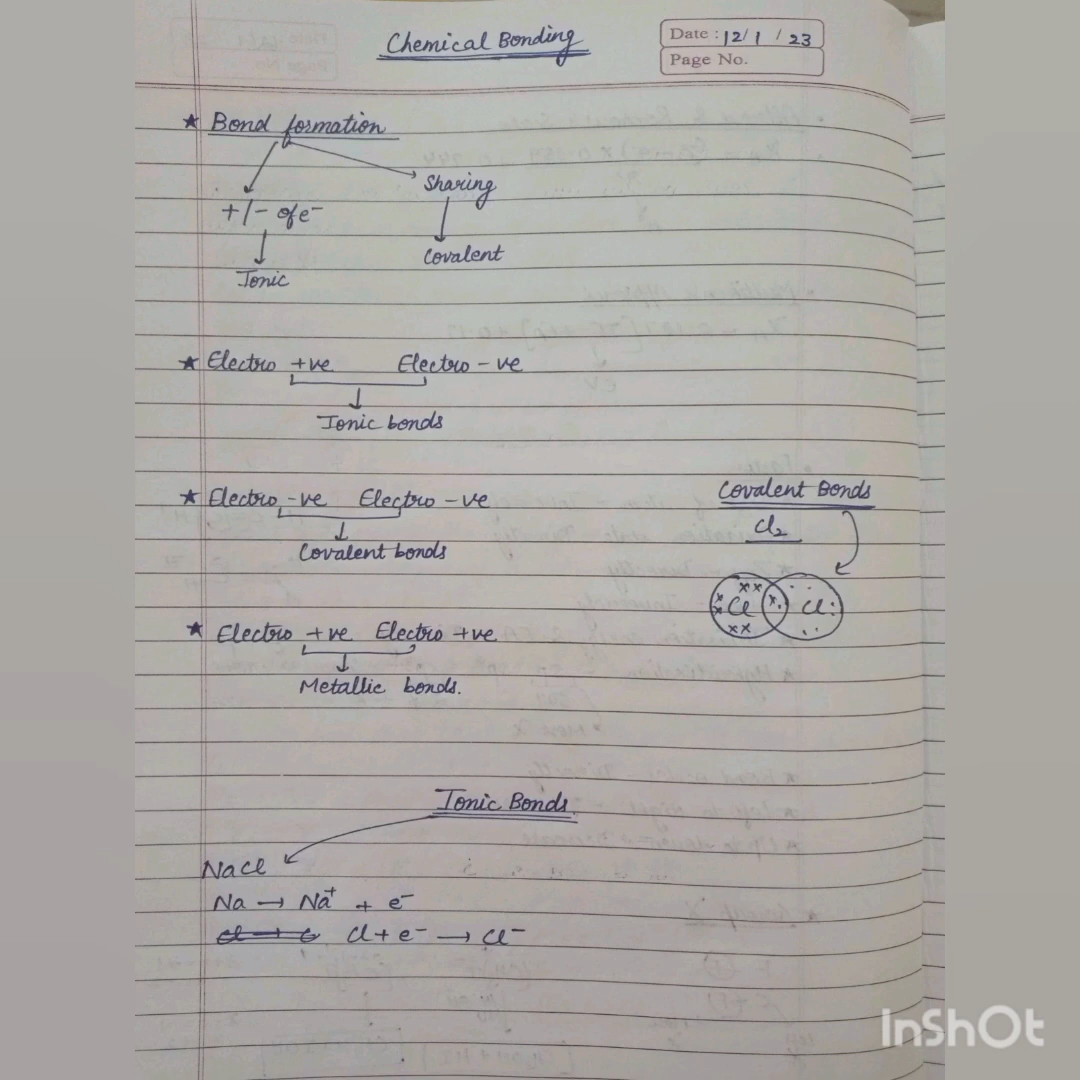 Chemical Bonding
Date : 12/1/23
Page No.
★ Bond formation
Sharing
+/- of e⁻
Covalent
Ionic
★ Electro +ve Electro -ve
Ionic bonds
★ Electro -ve Electro -ve
Covalent bonds
Covalent Bonds
Cl₂
Cl Cl
★ Electro +ve Electro +ve
Metallic bonds.
Ionic Bonds
NaCl
Na → Na⁺ + e⁻
Cl + e⁻ → Cl⁻
InShOt